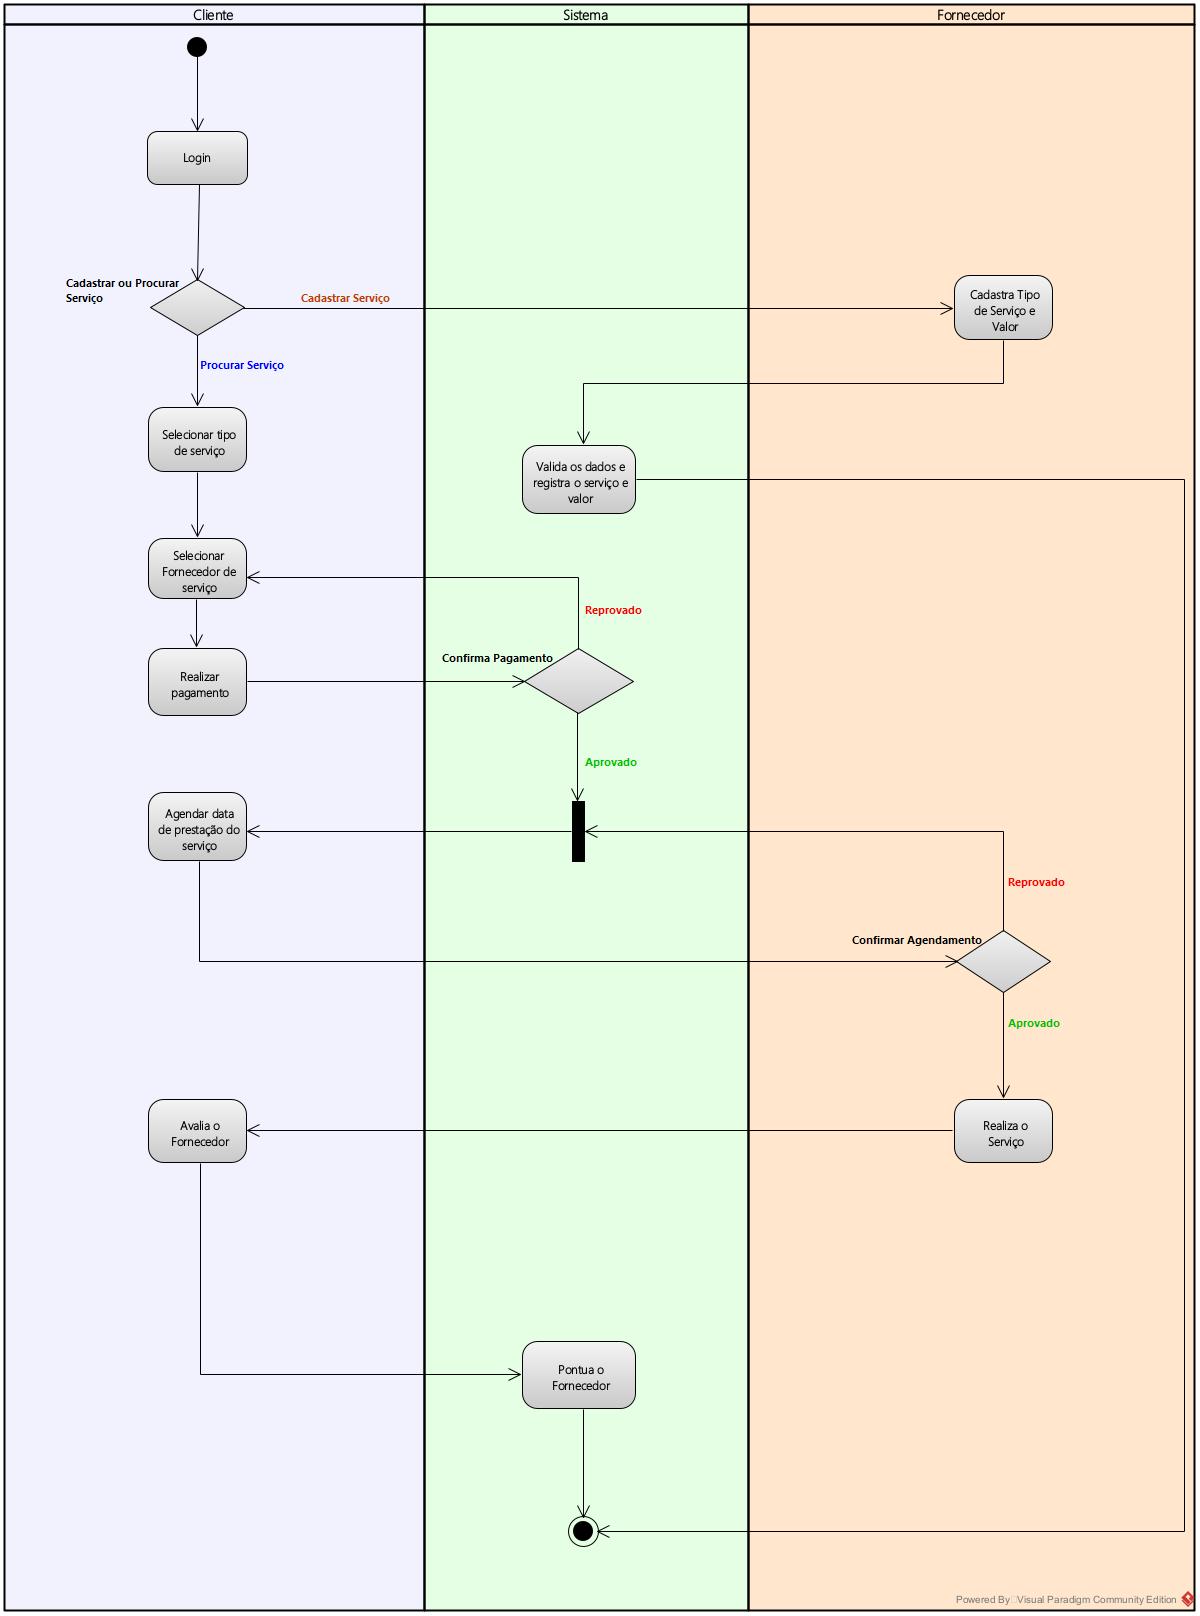 Cliente
Sistema
Fornecedor
Login
Cadastrar ou Procurar
Serviço
Cadastrar Serviço
Cadastra Tipo
de Serviço e
Valor
Procurar Serviço
Selecionar tipo
de serviço
Valida os dados e
registra o serviço e
valor
Selecionar
Fornecedor de
serviço
Reprovado
Confirma Pagamento
Realizar
pagamento
Aprovado
Agendar data
de prestação do
serviço
Reprovado
Confirmar Agendamento
Aprovado
Avalia o
Fornecedor
Realiza o
Serviço
Pontua o
Fornecedor
Powered By Visual Paradigm Community Edition